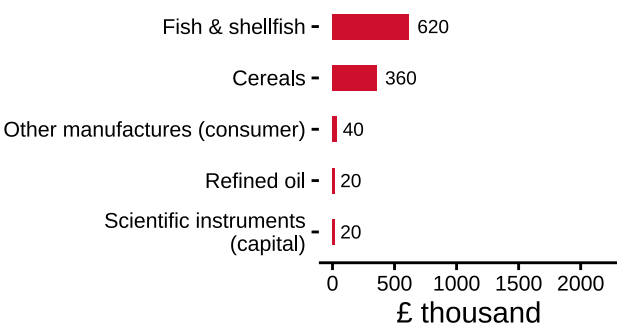 Fish & shellfish 620
Cereals 360
Other manufactures (consumer) 40
Refined oil 20
Scientific instruments
(capital) 20
0 500 1000 1500 2000
£ thousand